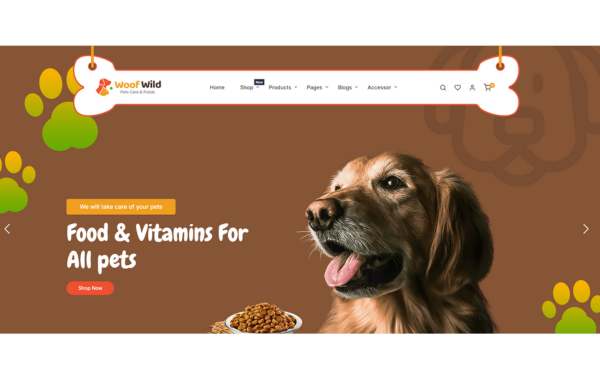 Woof Wild
Pets Care & Foods
Home
Shop
New
Products
Pages
Blogs
Accessor
We will take care of your pets
Food & Vitamins For
All pets
Shop Now